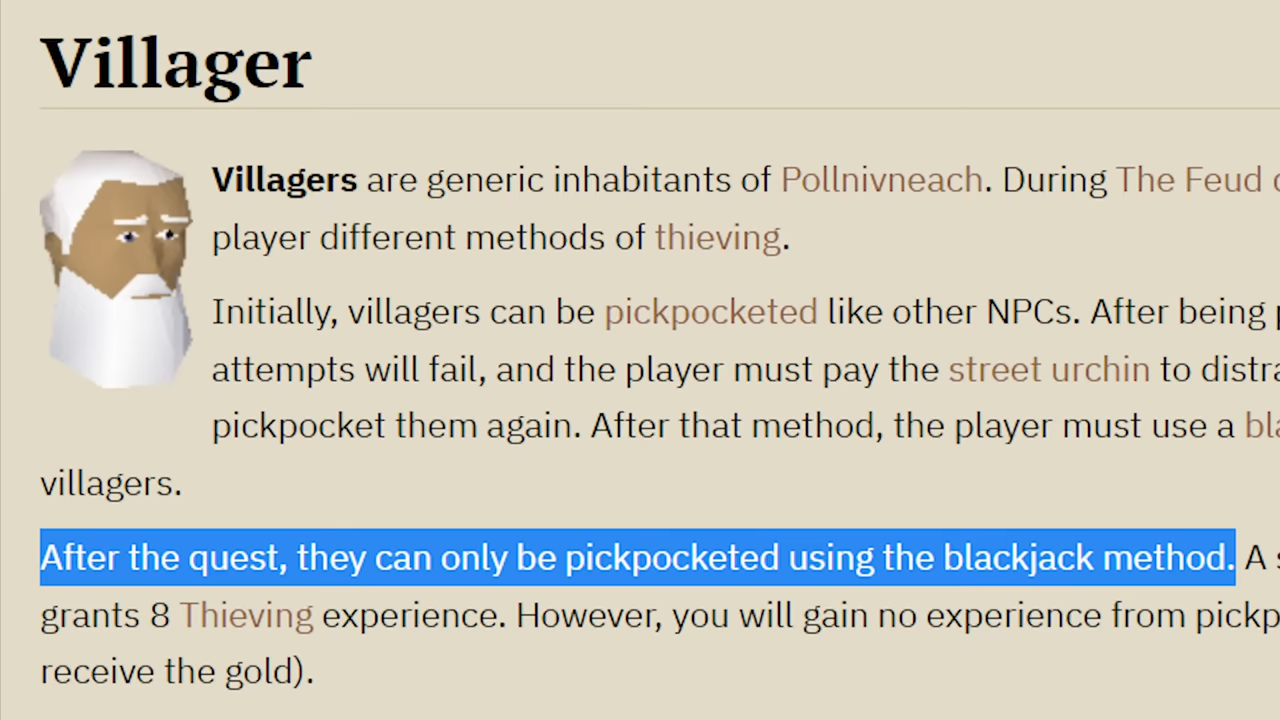 Villager
Villagers are generic inhabitants of Pollnivneach. During The Feud
player different methods of thieving.
Initially, villagers can be pickpocketed like other NPCs. After being
attempts will fail, and the player must pay the street urchin to
pickpocket them again. After that method, the player must use a
villagers.
After the quest, they can only be pickpocketed using the blackjack method. A
grants 8 Thieving experience. However, you will gain no experience from
receive the gold).